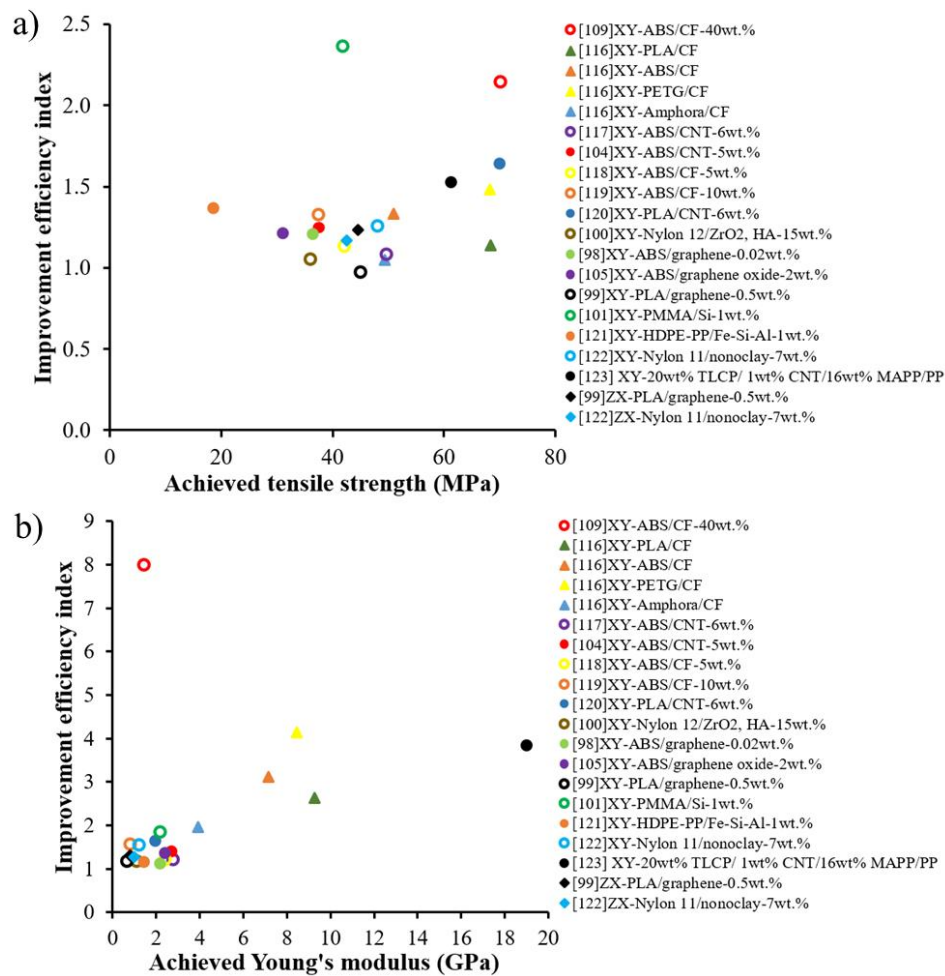 a)
Improvement efficiency index
2.5
2.0
1.5
1.0
0.5
0.0
0
20
40
60
80
Achieved tensile strength (MPa)
[109]XY-ABS/CF-40wt.%
[116]XY-PLA/CF
[116]XY-ABS/CF
[116]XY-PETG/CF
[116]XY-Amphora/CF
[117]XY-ABS/CNT-6wt.%
[104]XY-ABS/CNT-5wt.%
[118]XY-ABS/CF-5wt.%
[119]XY-ABS/CF-10wt.%
[120]XY-PLA/CNT-6wt.%
[100]XY-Nylon 12/ZrO2, HA-15wt.%
[98]XY-ABS/graphene-0.02wt.%
[105]XY-ABS/graphene oxide-2wt.%
[99]XY-PLA/graphene-0.5wt.%
[101]XY-PMMA/Si-1wt.%
[121]XY-HDPE-PP/Fe-Si-Al-1wt.%
[122]XY-Nylon 11/nonoclay-7wt.%
[123] XY-20wt% TLCP/ 1wt% CNT/16wt% MAPP/PP
[99]ZX-PLA/graphene-0.5wt.%
[122]ZX-Nylon 11/nonoclay-7wt.%
b)
Improvement efficiency index
9
8
7
6
5
4
3
2
1
0
0
2
4
6
8
10
12
14
16
18
20
Achieved Young's modulus (GPa)
[109]XY-ABS/CF-40wt.%
[116]XY-PLA/CF
[116]XY-ABS/CF
[116]XY-PETG/CF
[116]XY-Amphora/CF
[117]XY-ABS/CNT-6wt.%
[104]XY-ABS/CNT-5wt.%
[118]XY-ABS/CF-5wt.%
[119]XY-ABS/CF-10wt.%
[120]XY-PLA/CNT-6wt.%
[100]XY-Nylon 12/ZrO2, HA-15wt.%
[98]XY-ABS/graphene-0.02wt.%
[105]XY-ABS/graphene oxide-2wt.%
[99]XY-PLA/graphene-0.5wt.%
[101]XY-PMMA/Si-1wt.%
[121]XY-HDPE-PP/Fe-Si-Al-1wt.%
[122]XY-Nylon 11/nonoclay-7wt.%
[123] XY-20wt% TLCP/ 1wt% CNT/16wt% MAPP/PP
[99]ZX-PLA/graphene-0.5wt.%
[122]ZX-Nylon 11/nonoclay-7wt.%